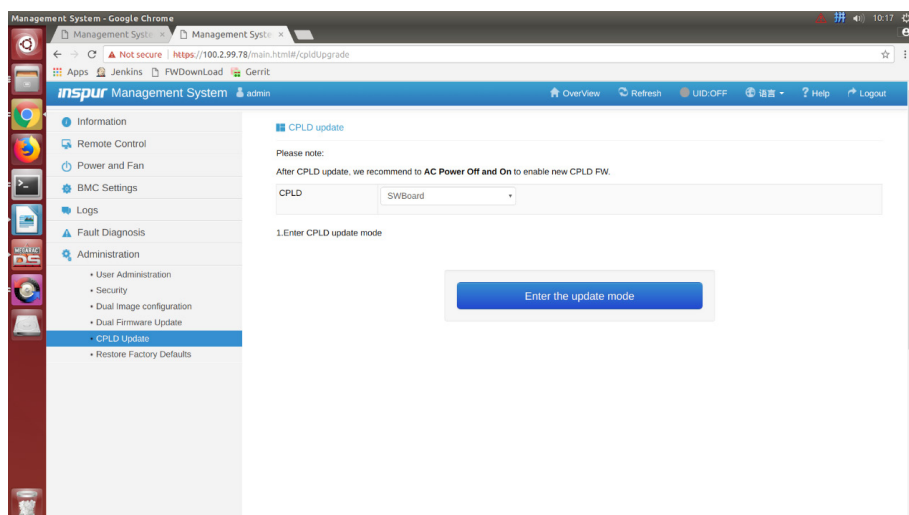 Management System - Google Chrome
拼
10:17
Management Syste
Management Syste
Not secure
https://100.2.99.78/main.html#/cpldUpgrade
Apps
Jenkins
FWDownLoad
Gerrit
inspur Management System
admin
OverView
Refresh
UID:OFF
语言
Help
Logout
Information
Remote Control
Power and Fan
BMC Settings
Logs
Fault Diagnosis
Administration
• User Administration
• Security
• Dual Image configuration
• Dual Firmware Update
• CPLD Update
• Restore Factory Defaults
CPLD update
Please note:
After CPLD update, we recommend to AC Power Off and On to enable new CPLD FW.
CPLD
SWBoard
1.Enter CPLD update mode
Enter the update mode